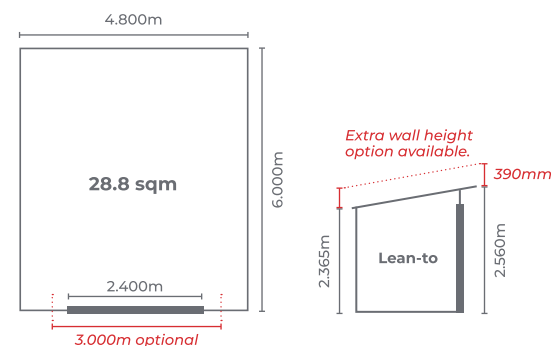 4.800m
28.8 sqm
6.000m
2.400m
3.000m optional
Extra wall height
option available.
390mm
2.365m
Lean-to
2.560m